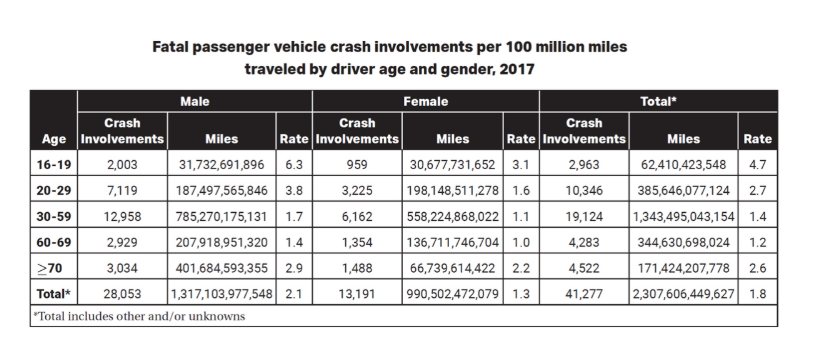 Fatal passenger vehicle crash involvements per 100 million miles
traveled by driver age and gender, 2017
Male Female Total*
Age Crash Involvements Miles Rate Crash Involvements Miles Rate Crash Involvements Miles Rate
16-19 2,003 31,732,691,896 6.3 959 30,677,731,652 3.1 2,963 62,410,423,548 4.7
20-29 7,119 187,497,565,846 3.8 3,225 198,148,511,278 1.6 10,346 385,646,077,124 2.7
30-59 12,958 785,270,175,131 1.7 6,162 558,224,868,022 1.1 19,124 1,343,495,043,154 1.4
60-69 2,929 207,918,951,320 1.4 1,354 136,711,746,704 1.0 4,283 344,630,698,024 1.2
≥70 3,034 401,684,593,355 2.9 1,488 66,739,614,422 2.2 4,522 171,424,207,778 2.6
Total* 28,053 1,317,103,977,548 2.1 13,191 990,502,472,079 1.3 41,277 2,307,606,449,627 1.8
*Total includes other and/or unknowns